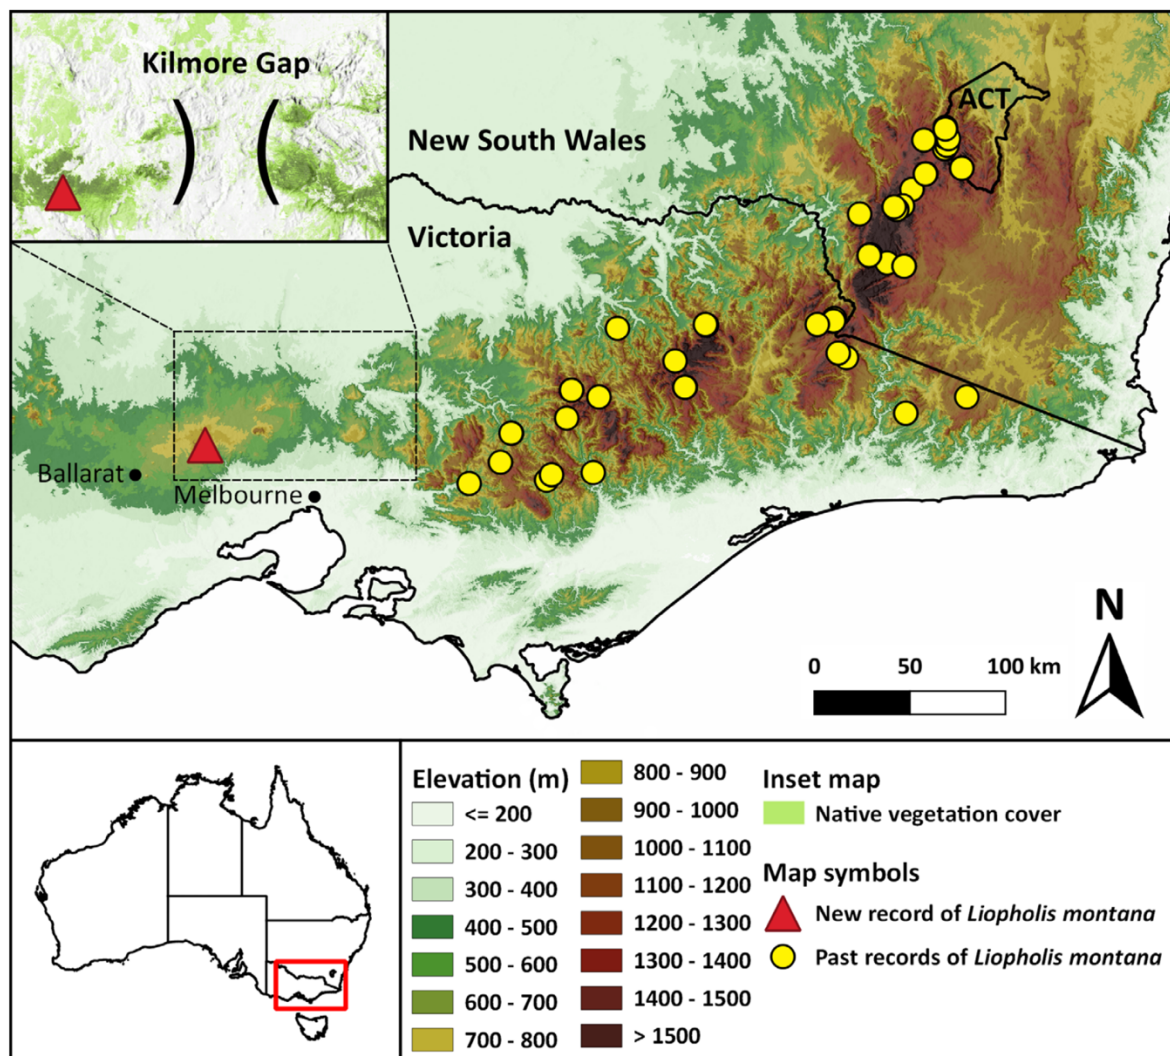 Kilmore Gap
ACT
New South Wales
Victoria
Ballarat
Melbourne
N
0 50 100 km
Elevation (m)
<= 200
200 - 300
300 - 400
400 - 500
500 - 600
600 - 700
700 - 800
800 - 900
900 - 1000
1000 - 1100
1100 - 1200
1200 - 1300
1300 - 1400
1400 - 1500
> 1500
Inset map
Native vegetation cover
Map symbols
New record of Liopholis montana
Past records of Liopholis montana